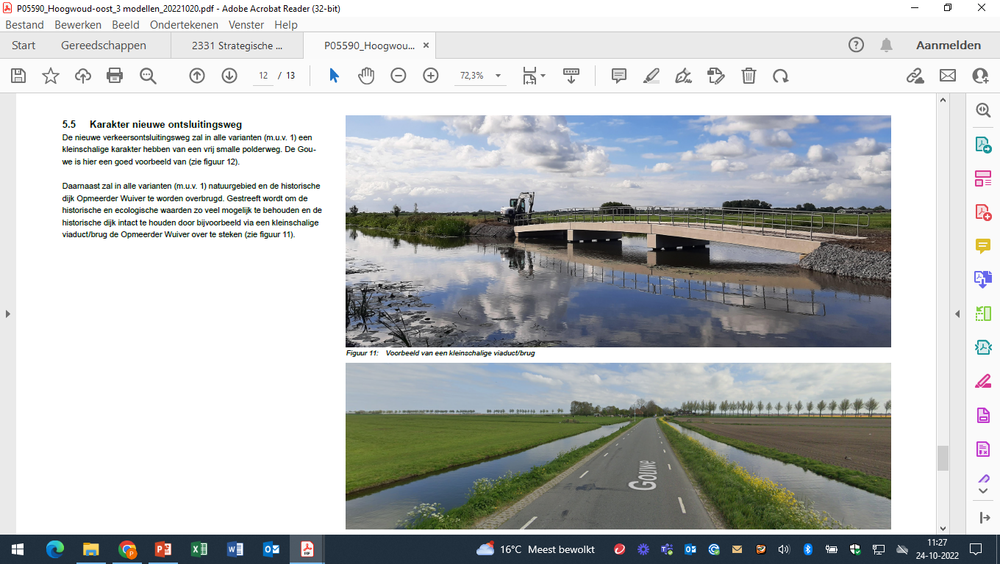 P05590_Hoogwoud-oost_3 modellen_20221020.pdf - Adobe Acrobat Reader (32-bit)
Bestand Bewerken Beeld Ondertekenen Venster Help
Start Gereedschappen 2331 Strategische ... P05590_Hoogwou... × Aanmelden
12 / 13 72,3%
5.5 Karakter nieuwe ontsluitingsweg
De nieuwe verkeersontsluitingsweg zal in alle varianten (m.u.v. 1) een
kleinschalige karakter hebben van een vrij smalle polderweg. De Gou-
we is hier een goed voorbeeld van (zie figuur 12).
Daarnaast zal in alle varianten (m.u.v. 1) natuurgebied en de historische
dijk Opmeerder Wuiver te worden overbrugd. Gestreeft wordt om de
historische en ecologische waarden zo veel mogelijk te behouden en de
historische dijk intact te houden door bijvoorbeeld via een kleinschalige
viaduct/brug de Opmeerder Wuiver over te steken (zie figuur 11).
Figuur 11: Voorbeeld van een kleinschalige viaduct/brug
Gouwe
16°C Meest bewolkt
11:27
24-10-2022